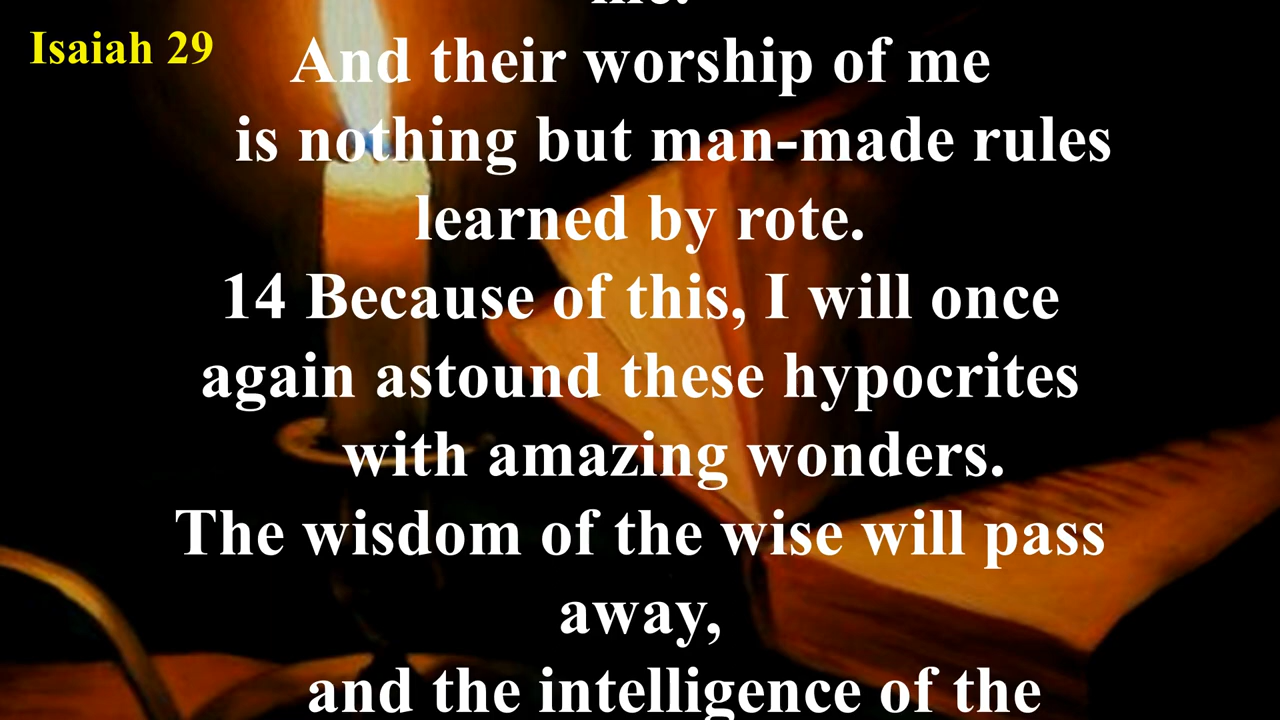 me.
Isaiah 29
And their worship of me
is nothing but man-made rules
learned by rote.
14 Because of this, I will once
again astound these hypocrites
with amazing wonders.
The wisdom of the wise will pass
away,
and the intelligence of the